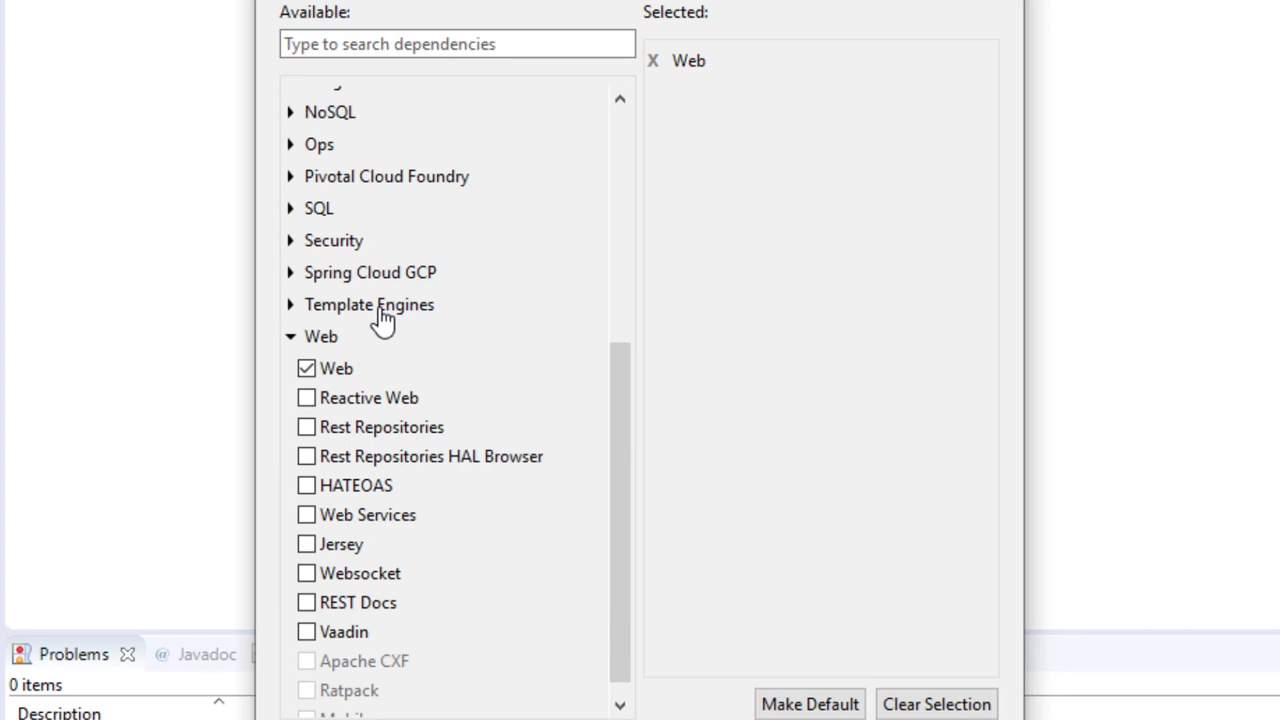 Available:
Selected:
Type to search dependencies
X Web
NoSQL
Ops
Pivotal Cloud Foundry
SQL
Security
Spring Cloud GCP
Template Engines
Web
Web
Reactive Web
Rest Repositories
Rest Repositories HAL Browser
HATEOAS
Web Services
Jersey
Websocket
REST Docs
Vaadin
Apache CXF
Ratpack
Make Default
Clear Selection
Problems
@ Javadoc
0 items
Description